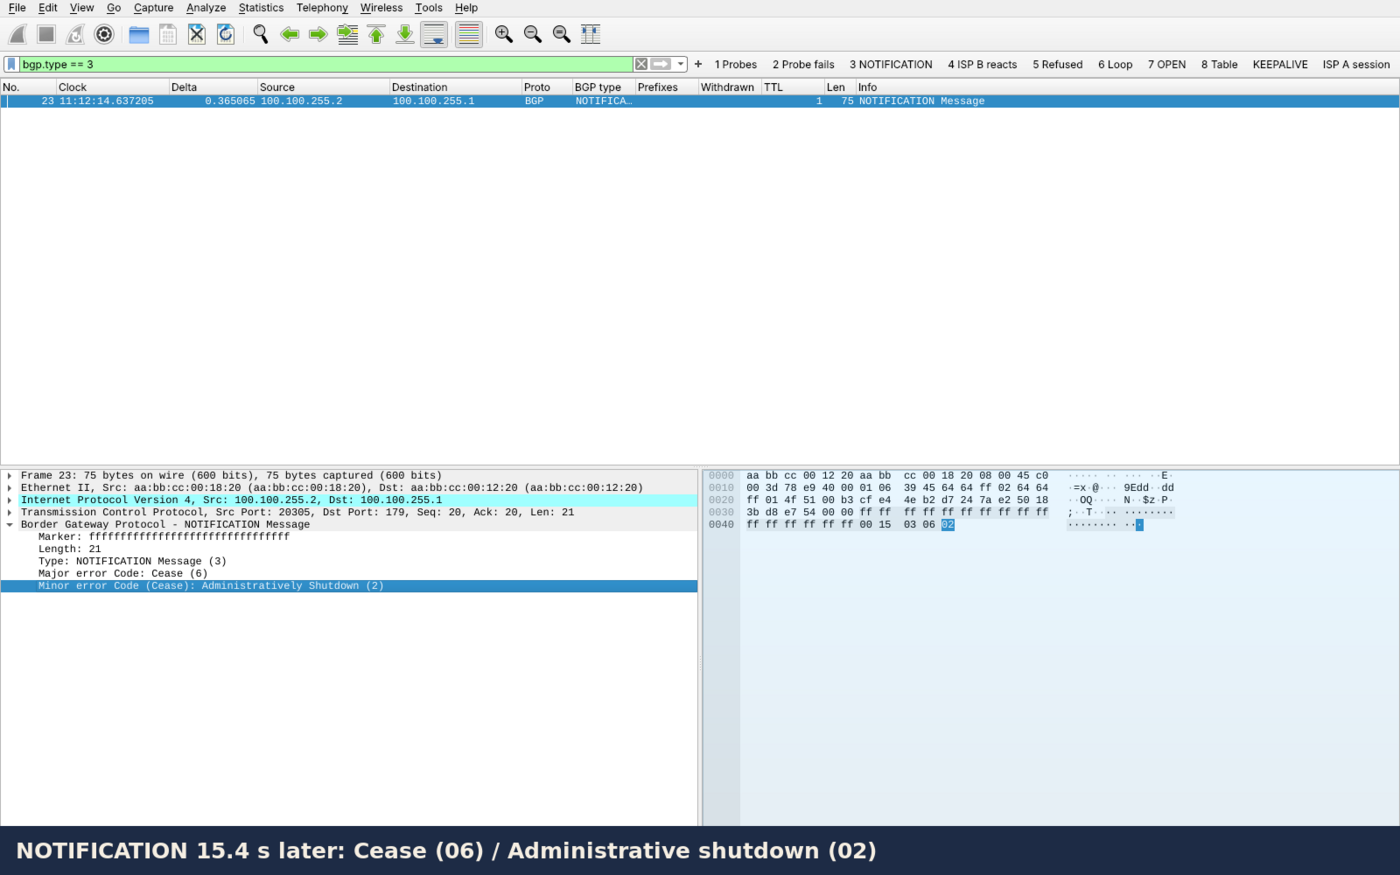 File Edit View Go Capture Analyze Statistics Telephony Wireless Tools Help
bgp.type == 3 + 1 Probes 2 Probe fails 3 NOTIFICATION 4 ISP B reacts 5 Refused 6 Loop 7 OPEN 8 Table KEEPALIVE ISP A session
No. Clock Delta Source Destination Proto BGP type Prefixes Withdrawn TTL Len Info
23 11:12:14.637205 0.365065 100.100.255.2 100.100.255.1 BGP NOTIFICA… 1 75 NOTIFICATION Message
Frame 23: 75 bytes on wire (600 bits), 75 bytes captured (600 bits)
Ethernet II, Src: aa:bb:cc:00:18:20 (aa:bb:cc:00:18:20), Dst: aa:bb:cc:00:12:20 (aa:bb:cc:00:12:20)
Internet Protocol Version 4, Src: 100.100.255.2, Dst: 100.100.255.1
Transmission Control Protocol, Src Port: 20305, Dst Port: 179, Seq: 20, Ack: 20, Len: 21
Border Gateway Protocol - NOTIFICATION Message
Marker: ffffffffffffffffffffffffffffffff
Length: 21
Type: NOTIFICATION Message (3)
Major error Code: Cease (6)
Minor error Code (Cease): Administratively Shutdown (2)
0000 aa bb cc 00 12 20 aa bb cc 00 18 20 08 00 45 c0 ····· ·· ··· ··E·
0010 00 3d 78 e9 40 00 01 06 39 45 64 64 ff 02 64 64 ·=x·@··· 9Edd··dd
0020 ff 01 4f 51 00 b3 cf e4 4e b2 d7 24 7a e2 50 18 ··OQ···· N··$z·P·
0030 3b d8 e7 54 00 00 ff ff ff ff ff ff ff ff ff ff ;··T···· ········
0040 ff ff ff ff ff ff 00 15 03 06 02 ········ ···
NOTIFICATION 15.4 s later: Cease (06) / Administrative shutdown (02)